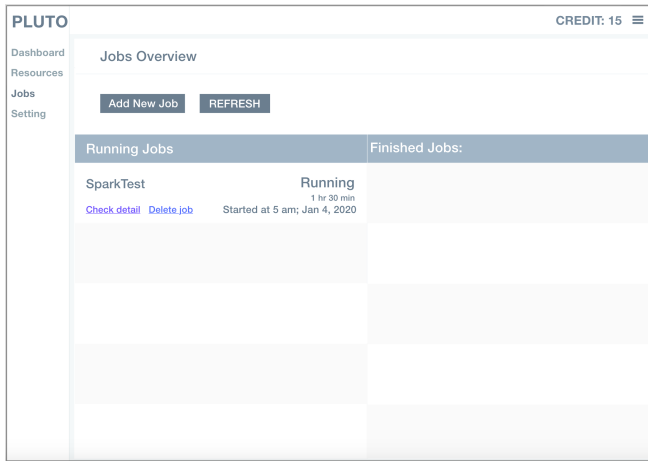 PLUTO
CREDIT: 15
Dashboard
Resources
Jobs
Setting
Jobs Overview
Add New Job
REFRESH
Running Jobs
Finished Jobs:
SparkTest
Running
1 hr 30 min
Check detail
Delete job
Started at 5 am; Jan 4, 2020